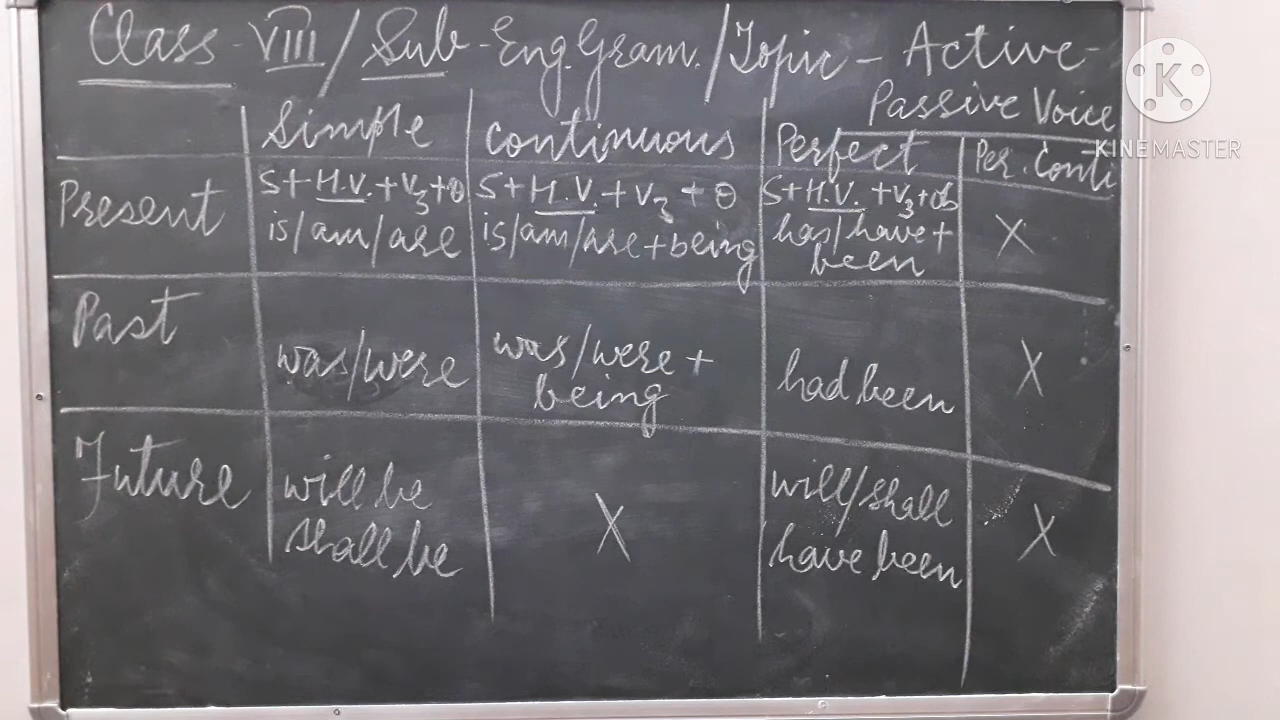 Class - VIII / Sub - Eng. Gram. / Topic - Active -
Passive Voice
KINEMASTER
Simple continuous Perfect Per. Conti
Present
S+H.V.+V3+O S+H.V.+V3+O S+H.V.+V3+ob
is/am/are is/am/are+being has/have+
been
X
Past
was/were was/were+
being
had been X
Future
will be
shall be
X
will/shall
have been
X